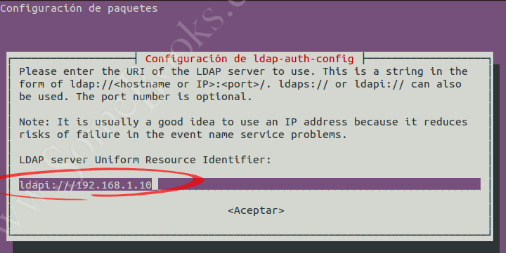 Configuración de paquetes
Configuración de ldap-auth-config
Please enter the URI of the LDAP server to use. This is a string in the
form of ldap://<hostname or IP>:<port>/. ldaps:// or ldapi:// can also
be used. The port number is optional.
Note: It is usually a good idea to use an IP address because it reduces
risks of failure in the event name service problems.
LDAP server Uniform Resource Identifier:
ldapi:///192.168.1.10
<Aceptar>